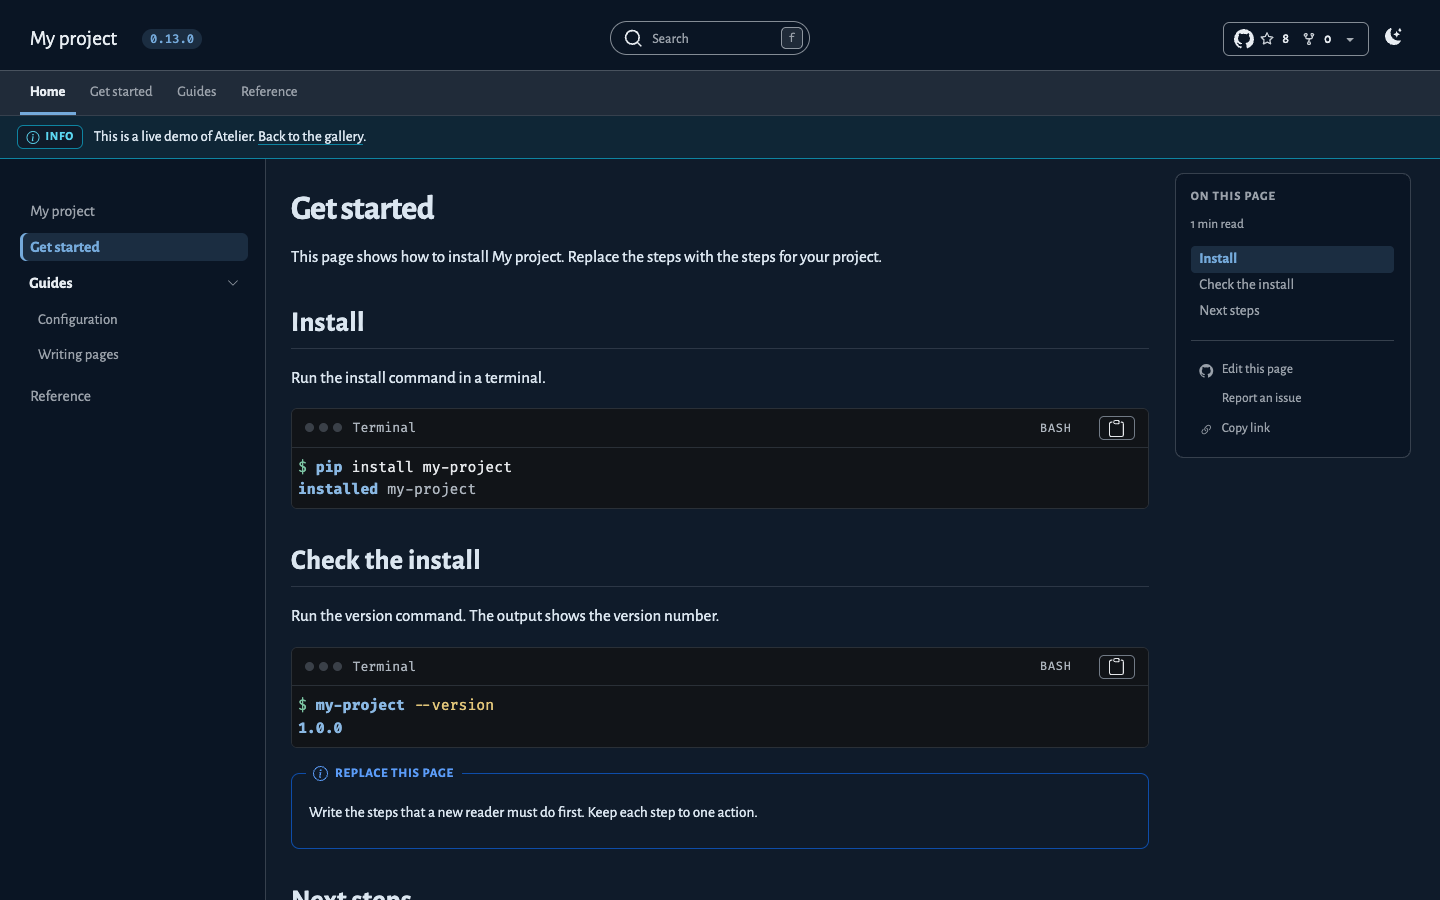 My project
0.13.0
Search
f
8
0
Home
Get started
Guides
Reference
INFO
This is a live demo of Atelier. Back to the gallery.
My project
Get started
Guides
Configuration
Writing pages
Reference
Get started
This page shows how to install My project. Replace the steps with the steps for your project.
Install
Run the install command in a terminal.
Terminal
BASH
$ pip install my-project
installed my-project
Check the install
Run the version command. The output shows the version number.
Terminal
BASH
$ my-project --version
1.0.0
REPLACE THIS PAGE
Write the steps that a new reader must do first. Keep each step to one action.
Next steps
ON THIS PAGE
1 min read
Install
Check the install
Next steps
Edit this page
Report an issue
Copy link